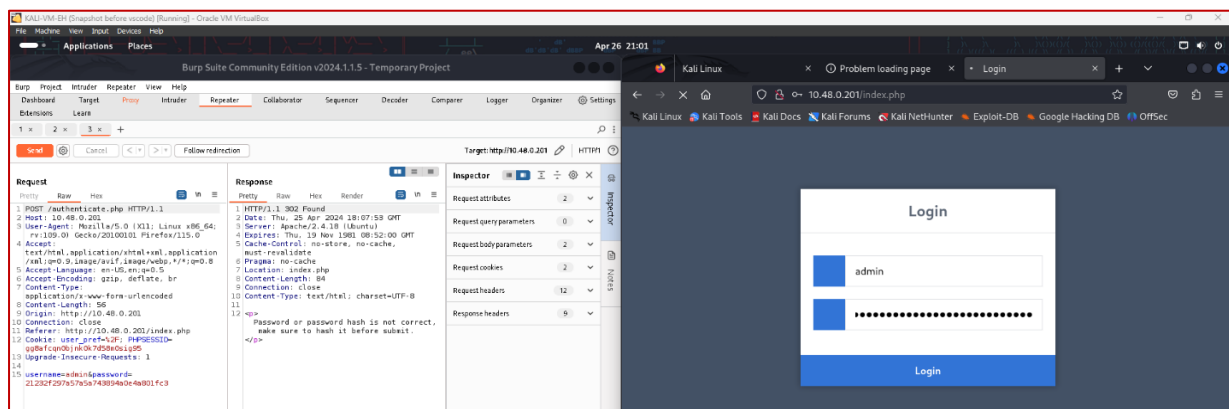 KALI-VM-EH (Snapshot before vscode) [Running] - Oracle VM VirtualBox
File Machine View Input Devices Help
Applications Places
Apr 26 21:01
Burp Suite Community Edition v2024.1.1.5 - Temporary Project
Burp Project Intruder Repeater View Help
Dashboard Target Proxy Intruder Repeater Collaborator Sequencer Decoder Comparer Logger Organizer Settings
Extensions Learn
1 × 2 × 3 × +
Send Cancel < > Follow redirection Target: http://10.48.0.201 HTTP/1
Request
Pretty Raw Hex
1 POST /authenticate.php HTTP/1.1
2 Host: 10.48.0.201
3 User-Agent: Mozilla/5.0 (X11; Linux x86_64;
rv:109.0) Gecko/20100101 Firefox/115.0
4 Accept:
text/html,application/xhtml+xml,application
/xml;q=0.9,image/avif,image/webp,*/*;q=0.8
5 Accept-Language: en-US,en;q=0.5
6 Accept-Encoding: gzip, deflate, br
7 Content-Type:
application/x-www-form-urlencoded
8 Content-Length: 56
9 Origin: http://10.48.0.201
10 Connection: close
11 Referer: http://10.48.0.201/index.php
12 Cookie: user_pref=%2F; PHPSESSID=
13 Upgrade-Insecure-Requests: 1
14
15 username=admin&password=
21232f297a57a5a743894a0e4a801fc3
Response
Pretty Raw Hex Render
1 HTTP/1.1 302 Found
2 Date: Thu, 25 Apr 2024 18:07:53 GMT
3 Server: Apache/2.4.18 (Ubuntu)
4 Expires: Thu, 19 Nov 1981 08:52:00 GMT
5 Cache-Control: no-store, no-cache,
must-revalidate
6 Pragma: no-cache
7 Location: index.php
8 Content-Length: 84
9 Connection: close
10 Content-Type: text/html; charset=UTF-8
11
12 <p>
Password or password hash is not correct,
make sure to hash it before submit.
</p>
Inspector
Request attributes 2
Request query parameters 0
Request body parameters 2
Request cookies 2
Request headers 12
Response headers 9
Inspector
Notes
Kali Linux × Problem loading page × Login × +
10.48.0.201/index.php
Kali Linux Kali Tools Kali Docs Kali Forums Kali NetHunter Exploit-DB Google Hacking DB OffSec
Login
admin
Login